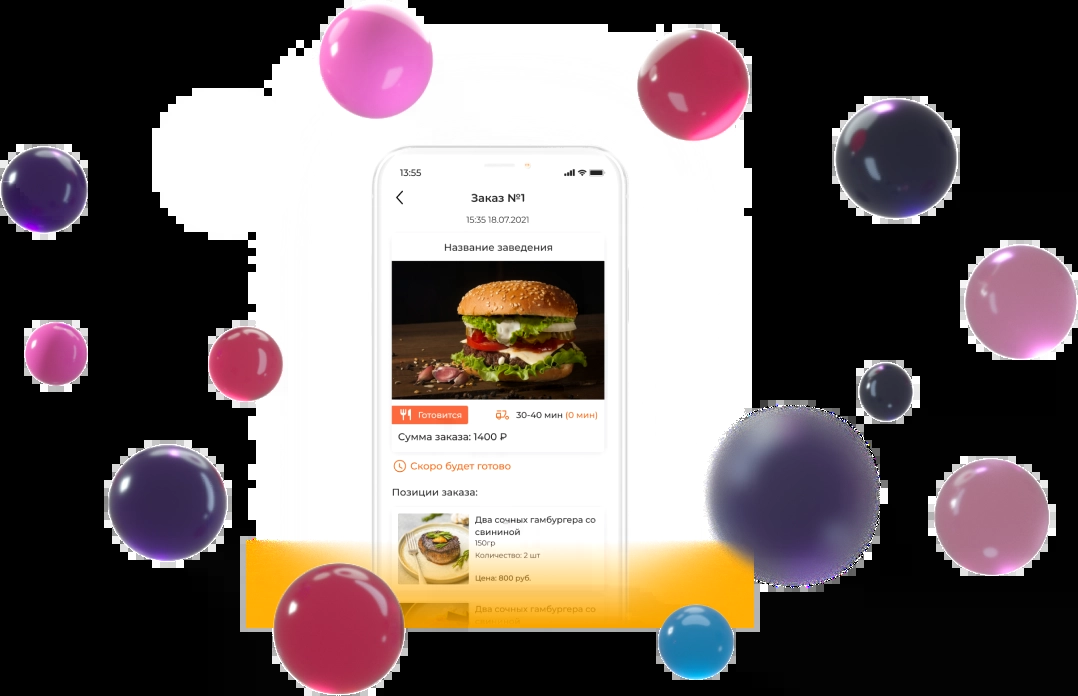 13:55
Заказ №1
15:35 18.07.2021
Название заведения
Готовится
30-40 мин (0 мин)
Сумма заказа: 1400 ₽
Скоро будет готово
Позиции заказа:
Два сочных гамбургера со
свининой
150гр
Количество: 2 шт
Цена: 800 руб.
Два сочных гамбургера со
свининой